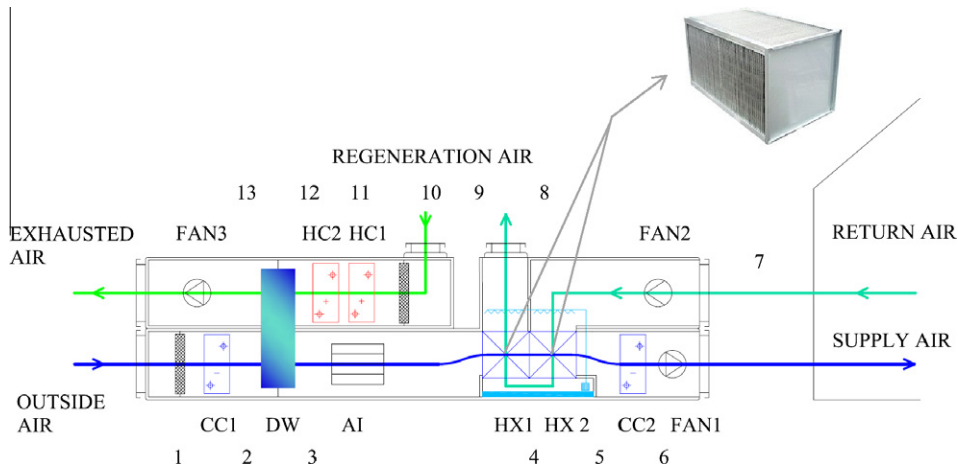 REGENERATION AIR
13 12 11 10 9 8
EXHAUSTED
AIR
FAN3 HC2 HC1 FAN2
RETURN AIR
7
SUPPLY AIR
OUTSIDE
AIR
CC1 DW AI HX1 HX 2 CC2 FAN1
1 2 3 4 5 6